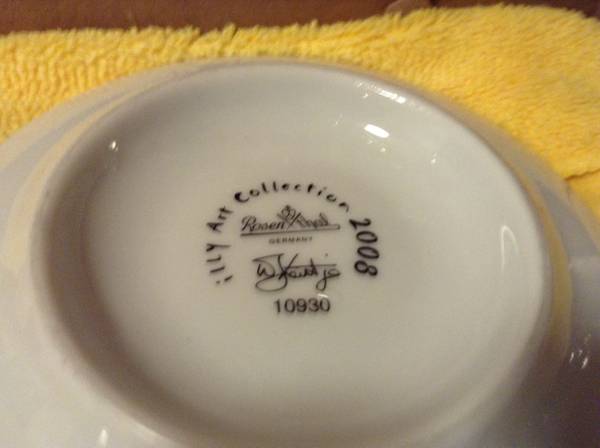 illy Art Collection 2008
Rosenthal
GERMANY
10930